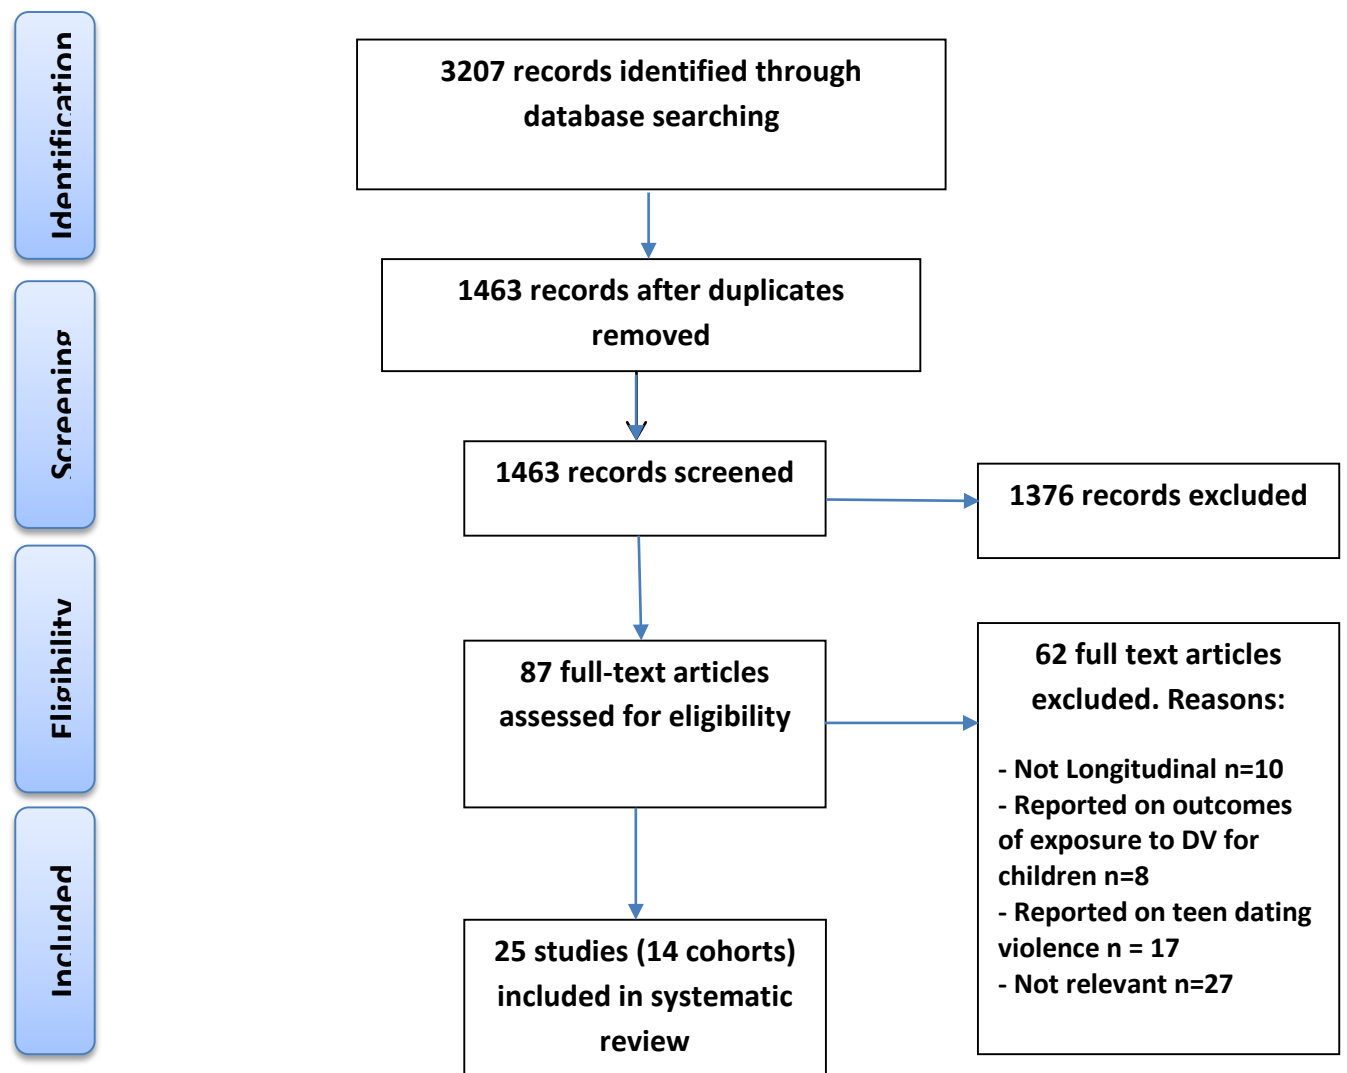 Identification
3207 records identified through
database searching
1463 records after duplicates
removed
Screening
1463 records screened
1376 records excluded
Eligibility
87 full-text articles
assessed for eligibility
62 full text articles
excluded. Reasons:
- Not Longitudinal n=10
- Reported on outcomes
of exposure to DV for
children n=8
- Reported on teen dating
violence n = 17
- Not relevant n=27
Included
25 studies (14 cohorts)
included in systematic
review